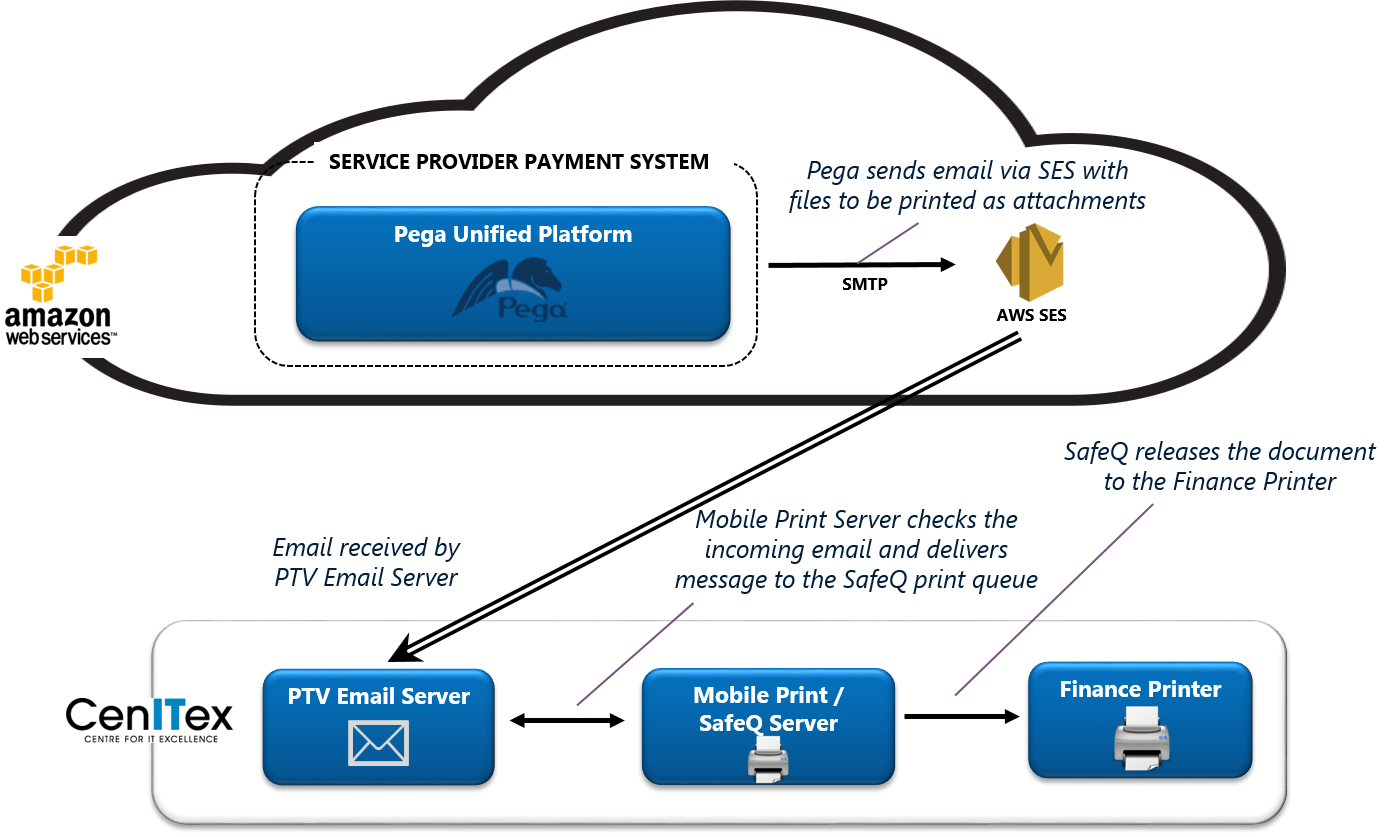 SERVICE PROVIDER PAYMENT SYSTEM
Pega sends email via SES with
files to be printed as attachments
Pega Unified Platform
Pega
SMTP
AWS SES
amazon
webservices™
SafeQ releases the document
to the Finance Printer
Mobile Print Server checks the
incoming email and delivers
message to the SafeQ print queue
Email received by
PTV Email Server
CenITex
CENTRE FOR IT EXCELLENCE
PTV Email Server
Mobile Print /
SafeQ Server
Finance Printer